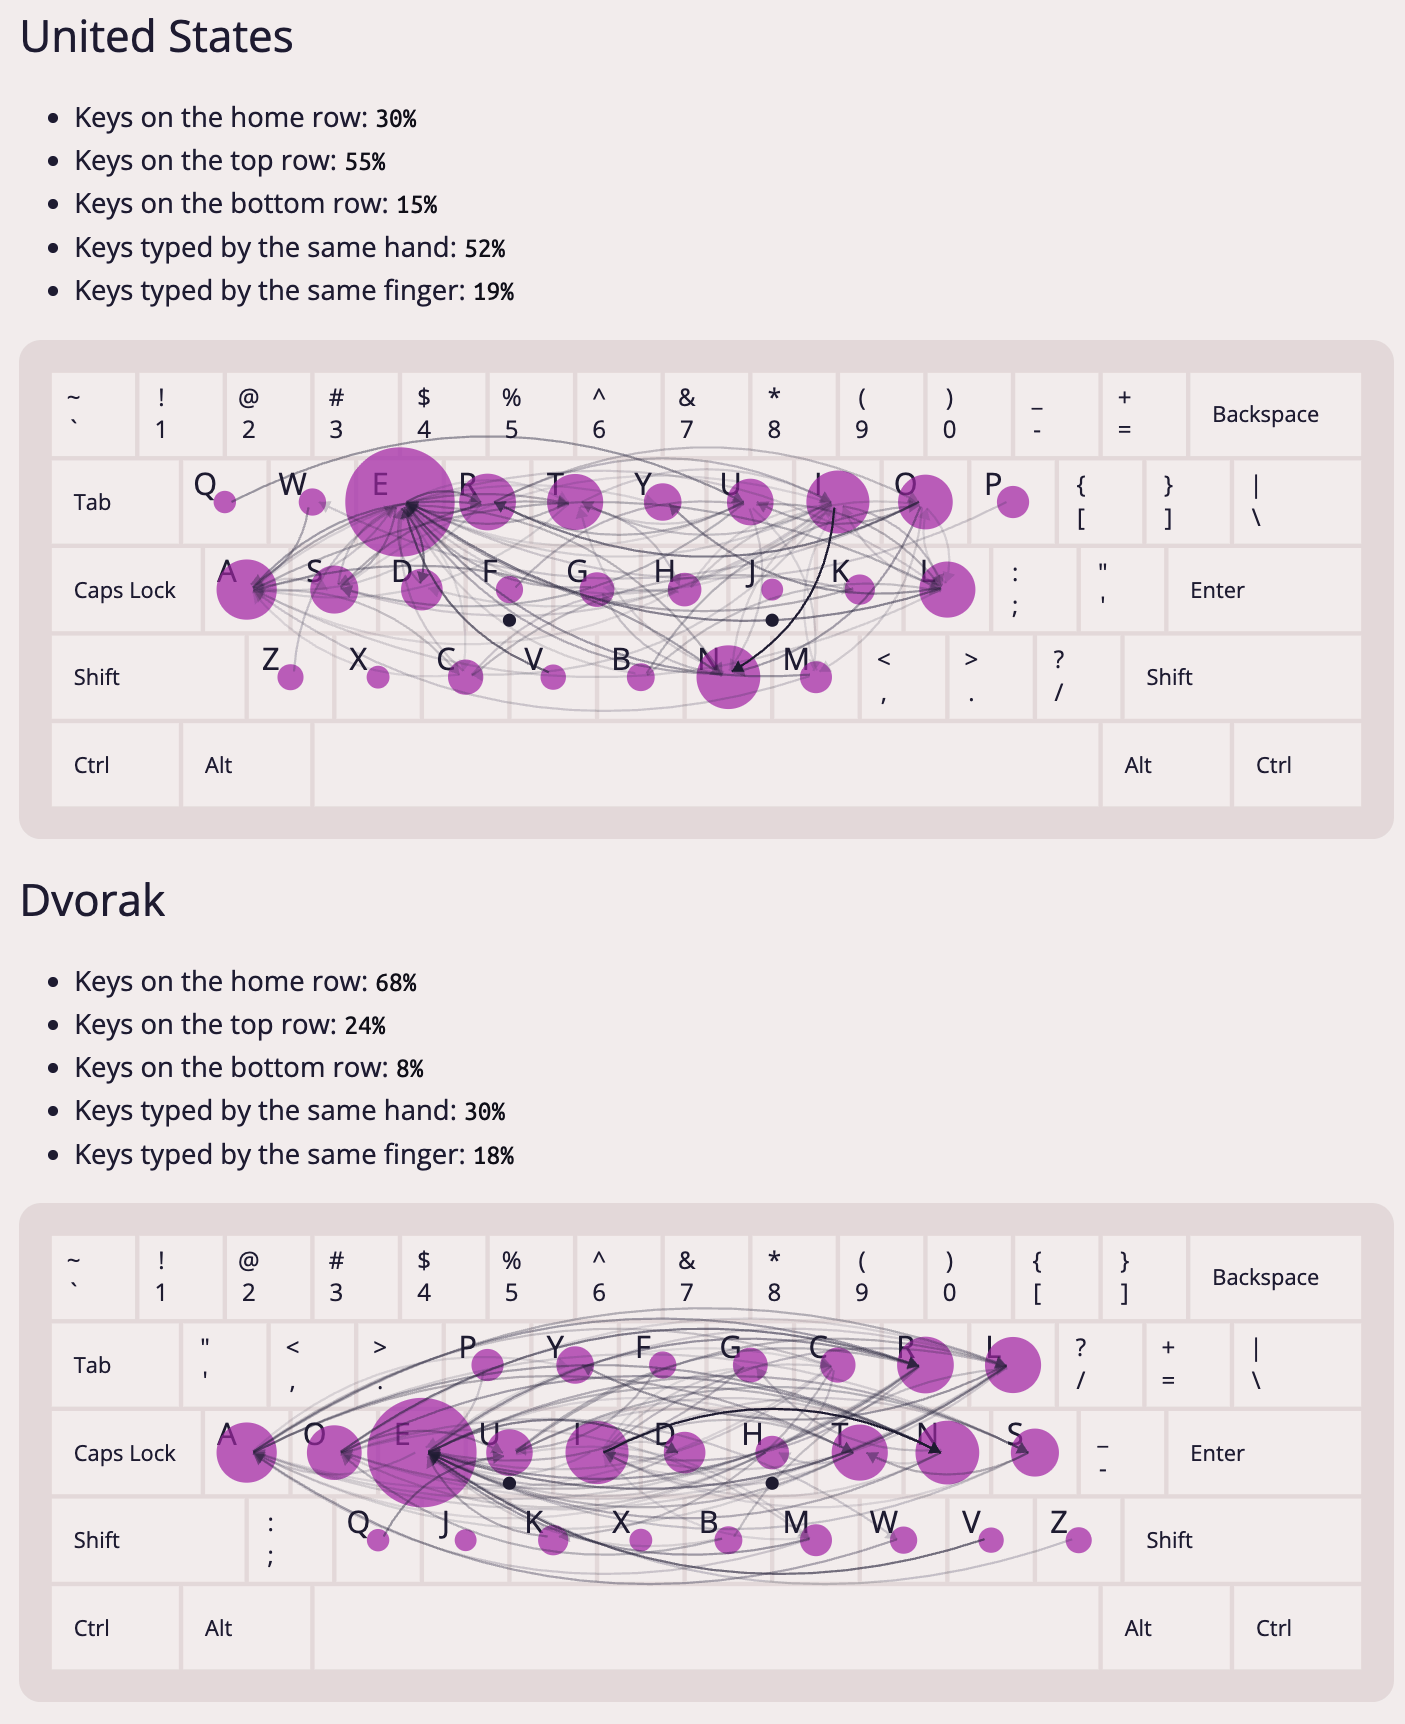 United States
• Keys on the home row: 30%
• Keys on the top row: 55%
• Keys on the bottom row: 15%
• Keys typed by the same hand: 52%
• Keys typed by the same finger: 19%
~ ! @ # $ % ^ & * ( ) _ +
` 1 2 3 4 5 6 7 8 9 0 - = Backspace
Tab Q W E R T Y U I O P { } |
[ ] \
Caps Lock A S D F G H J K L : " Enter
; '
Shift Z X C V B N M < > ? Shift
, . /
Ctrl Alt Alt Ctrl
Dvorak
• Keys on the home row: 68%
• Keys on the top row: 24%
• Keys on the bottom row: 8%
• Keys typed by the same hand: 30%
• Keys typed by the same finger: 18%
~ ! @ # $ % ^ & * ( ) { }
` 1 2 3 4 5 6 7 8 9 0 [ ] Backspace
Tab " < > P Y F G C R L ? + |
' , . / = \
Caps Lock A O E U I D H T N S _ Enter
-
Shift : Q J K X B M W V Z Shift
;
Ctrl Alt Alt Ctrl